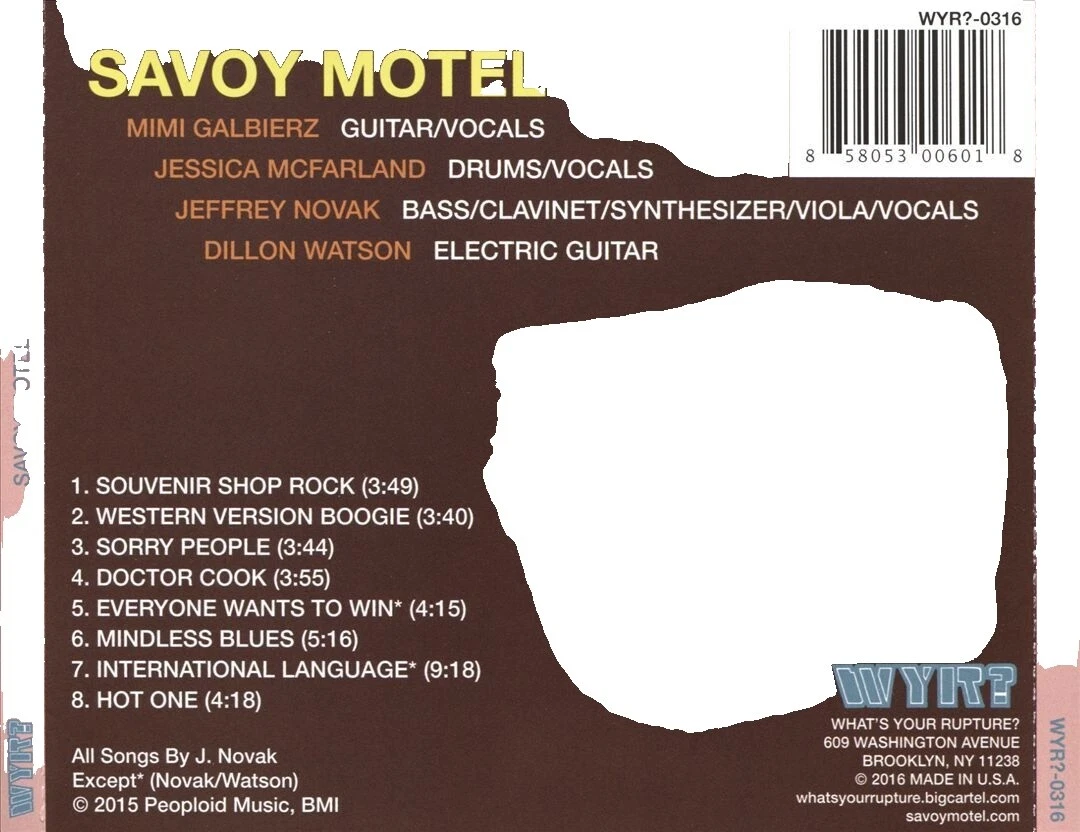 WYR?-0316
SAVOY MOTEL
8 58053 00601 8
MIMI GALBIERZ GUITAR/VOCALS
JESSICA MCFARLAND DRUMS/VOCALS
JEFFREY NOVAK BASS/CLAVINET/SYNTHESIZER/VIOLA/VOCALS
DILLON WATSON ELECTRIC GUITAR
1. SOUVENIR SHOP ROCK (3:49)
2. WESTERN VERSION BOOGIE (3:40)
3. SORRY PEOPLE (3:44)
4. DOCTOR COOK (3:55)
5. EVERYONE WANTS TO WIN* (4:15)
6. MINDLESS BLUES (5:16)
7. INTERNATIONAL LANGUAGE* (9:18)
8. HOT ONE (4:18)
All Songs By J. Novak
Except* (Novak/Watson)
© 2015 Peoploid Music, BMI
WYR?
WHAT'S YOUR RUPTURE?
609 WASHINGTON AVENUE
BROOKLYN, NY 11238
© 2016 MADE IN U.S.A.
whatsyourrupture.bigcartel.com
savoymotel.com
WYR?
WYR?-0316